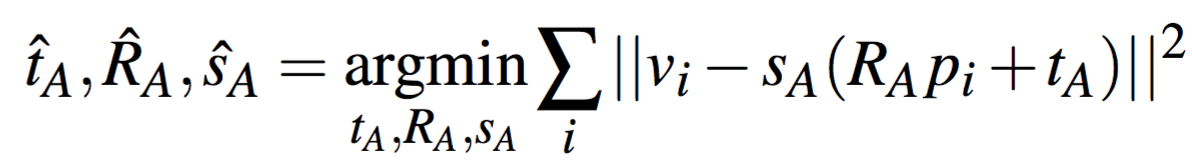 t̂_A, R̂_A, ŝ_A = argmin_{t_A, R_A, s_A} ∑_i ||v_i − s_A(R_A p_i + t_A)||²